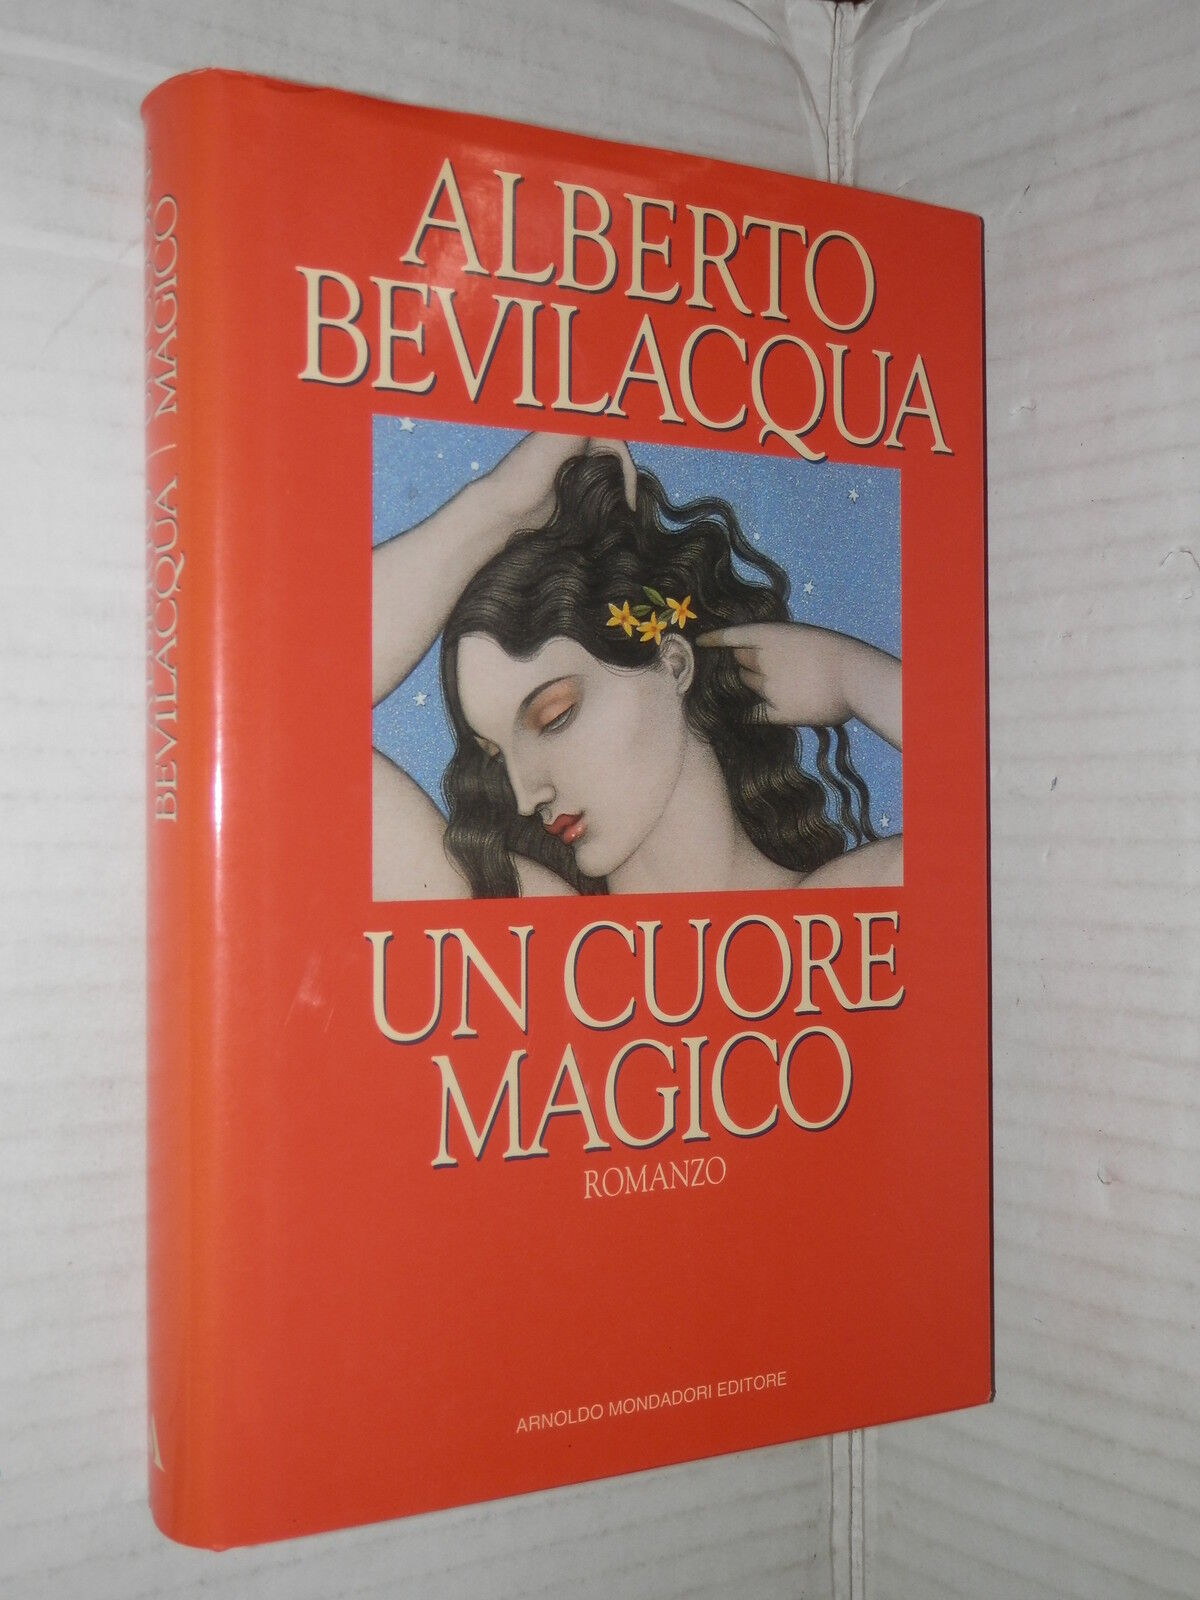 ALBERTO
BEVILACQUA
UN CUORE
MAGICO
ROMANZO
ARNOLDO MONDADORI EDITORE
BEVILACQUA
MAGICO